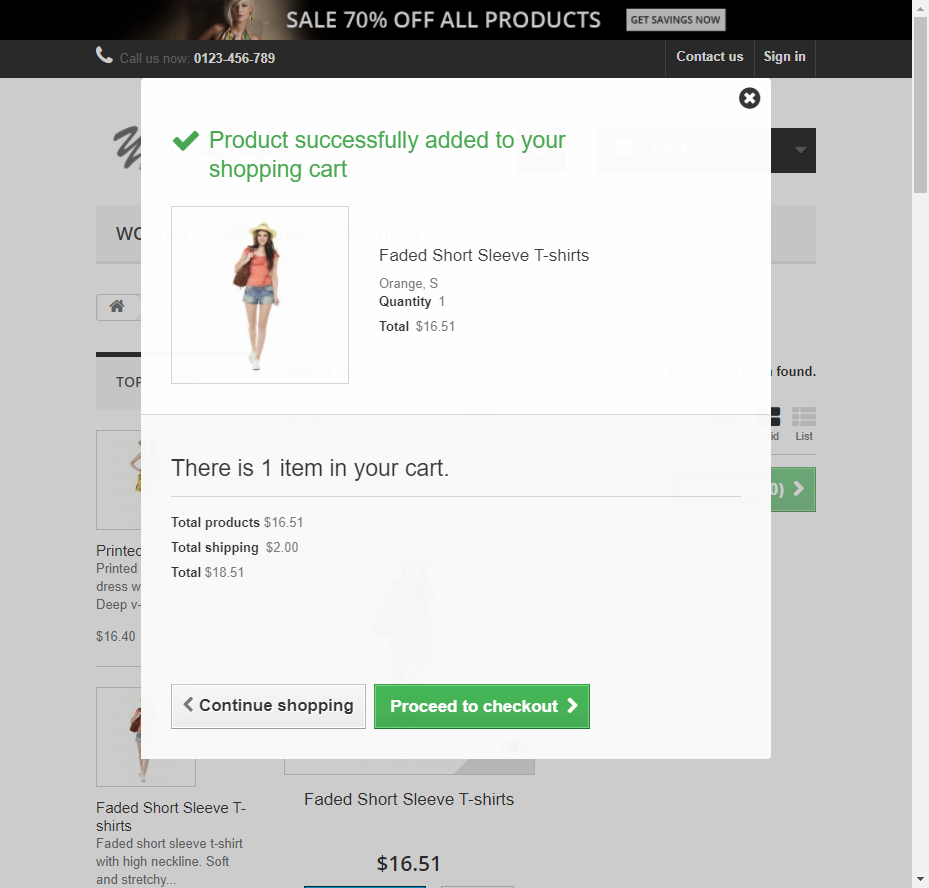 SALE 70% OFF ALL PRODUCTS GET SAVINGS NOW
Call us now: 0123-456-789 Contact us Sign in
Product successfully added to your
shopping cart
Cart
WOMEN DRESSES T-SHIRTS
Faded Short Sleeve T-shirts
Orange, S
Quantity 1
Total $16.51
found.
List
There is 1 item in your cart.
Total products $16.51
Total shipping $2.00
Total $18.51
Printed
Printed
dress
Deep v-
$16.40
Continue shopping Proceed to checkout
Faded Short Sleeve T-
shirts
Faded short sleeve t-shirt
with high neckline. Soft
and stretchy...
Faded Short Sleeve T-shirts
$16.51